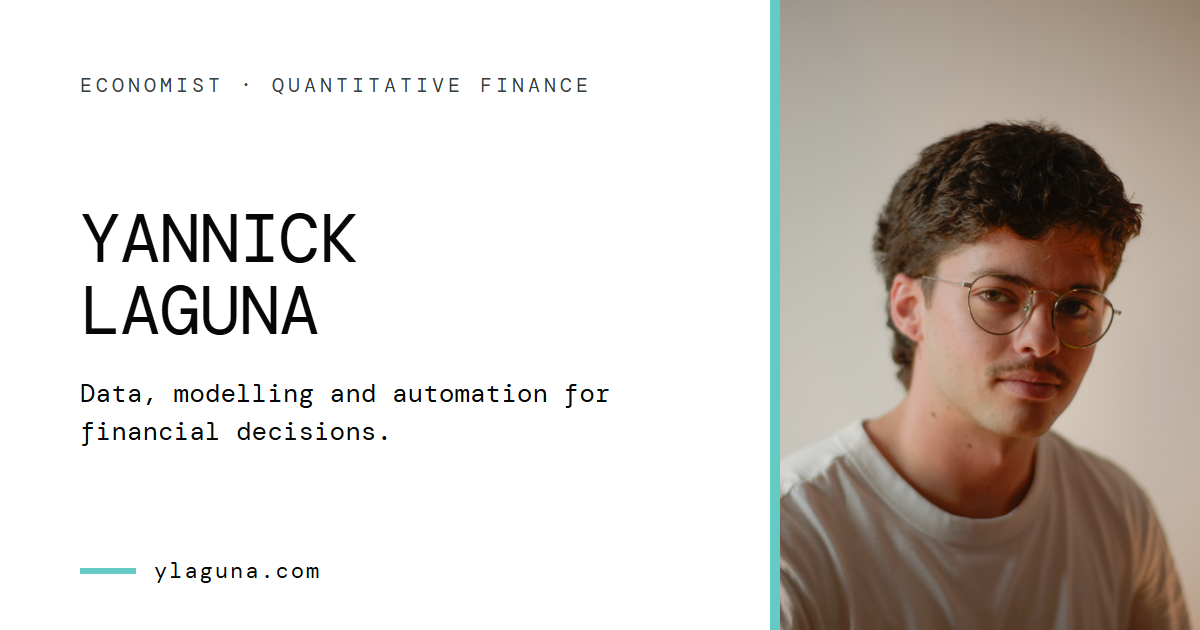 ECONOMIST · QUANTITATIVE FINANCE
YANNICK
LAGUNA
Data, modelling and automation for
financial decisions.
ylaguna.com